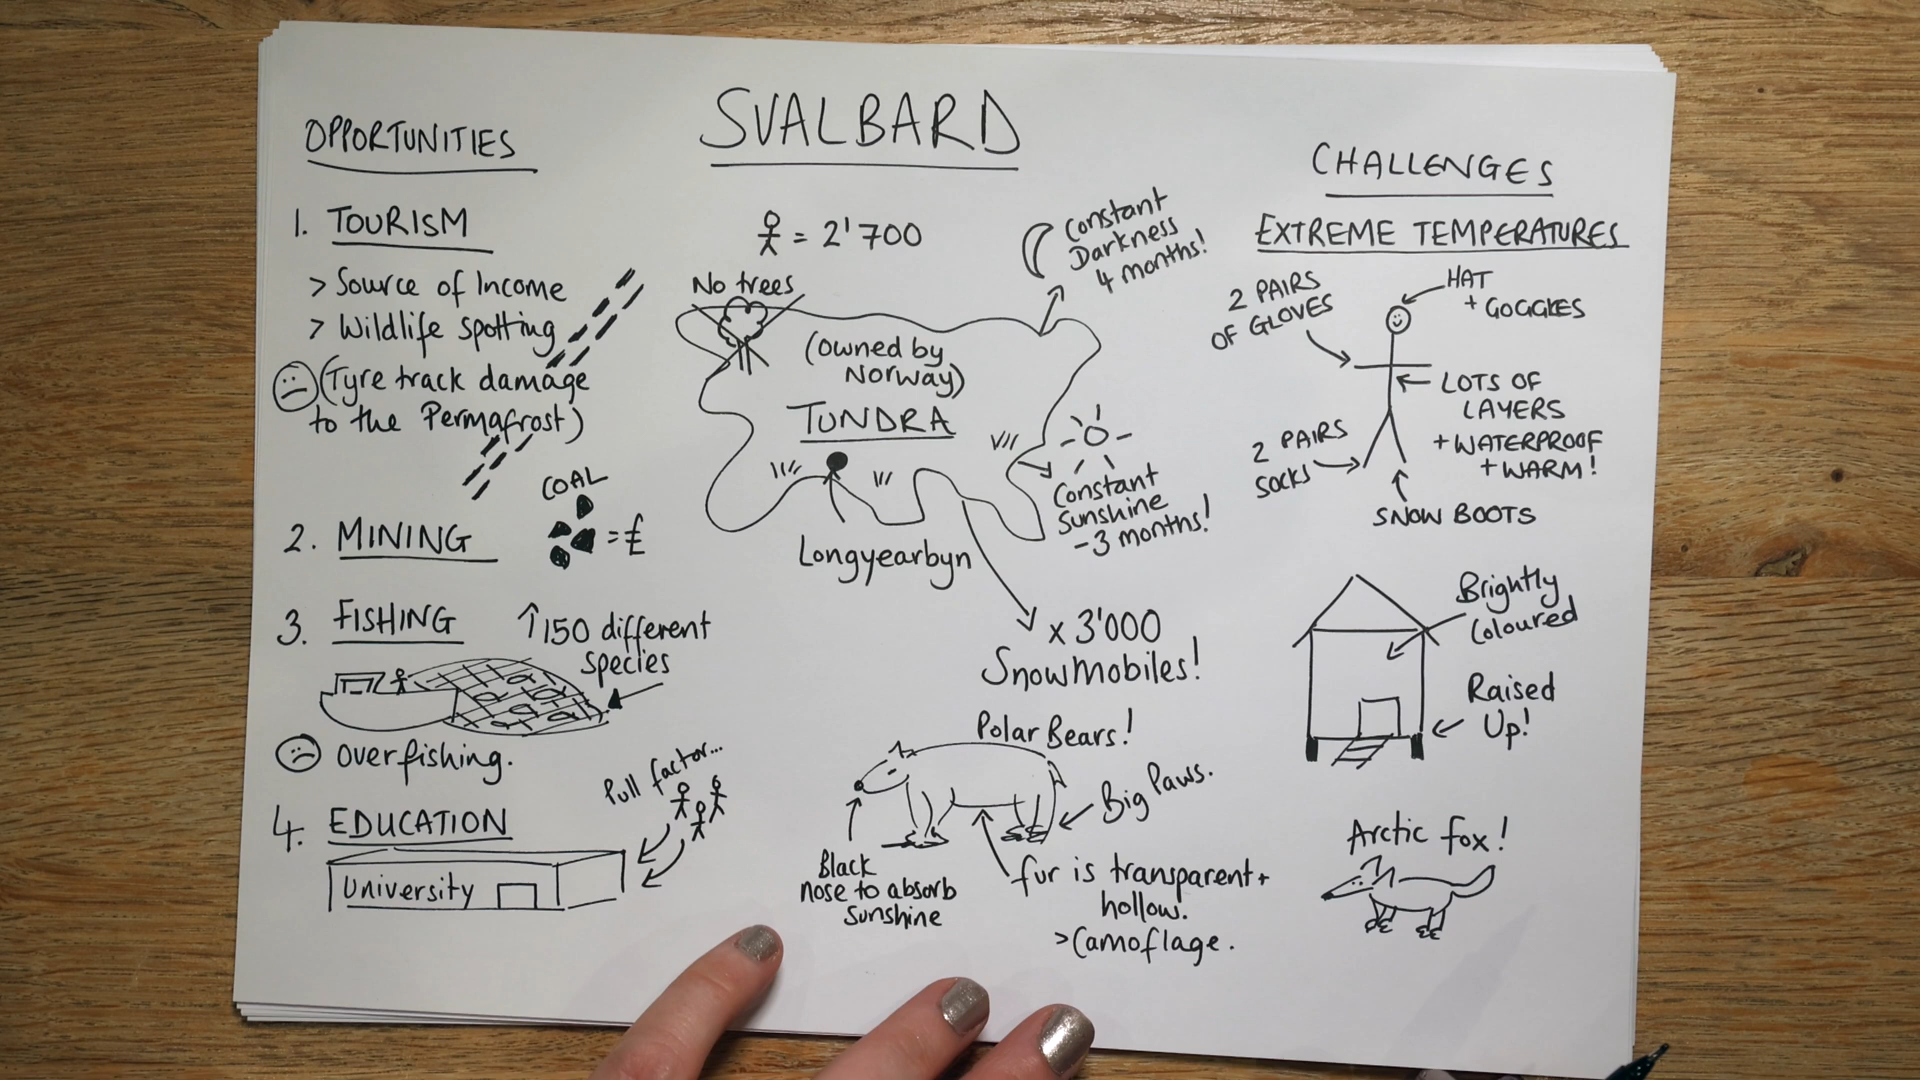 SVALBARD
OPPORTUNITIES
1. TOURISM
> Source of Income
> Wildlife spotting
(Tyre track damage
to the Permafrost)
2. MINING
COAL
= £
3. FISHING
↑150 different
species
Overfishing.
4. EDUCATION
Pull factor...
University
= 2'700
No trees
(owned by
Norway)
TUNDRA
Longyearbyn
Constant
Darkness
4 months!
Constant
Sunshine
-3 months!
x 3'000
Snowmobiles!
Polar Bears!
Big Paws.
Black
nose to absorb
sunshine
fur is transparent +
hollow.
>Camoflage.
CHALLENGES
EXTREME TEMPERATURES
HAT
+ GOGGLES
2 PAIRS
OF GLOVES
LOTS OF
LAYERS
+ WATERPROOF
+ WARM!
2 PAIRS
SOCKS
SNOW BOOTS
Brightly
Coloured
Raised
Up!
Arctic fox!